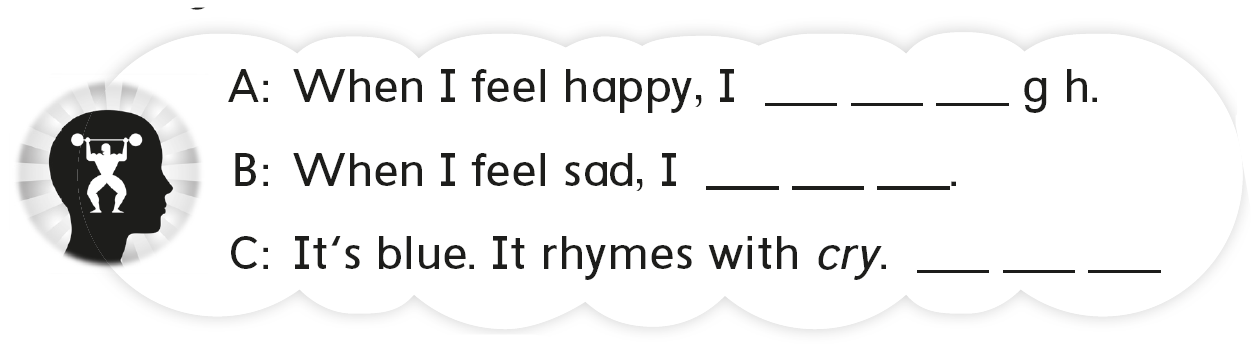 A: When I feel happy, I ___ ___ ___ g h.
B: When I feel sad, I ___ ___ ___.
C: It‘s blue. It rhymes with cry. ___ ___ ___